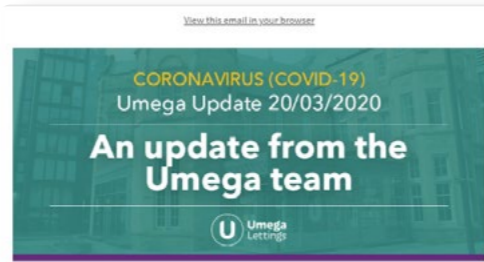 View this email in your browser
CORONAVIRUS (COVID-19)
Umega Update 20/03/2020
An update from the
Umega team
U Umega
Lettings